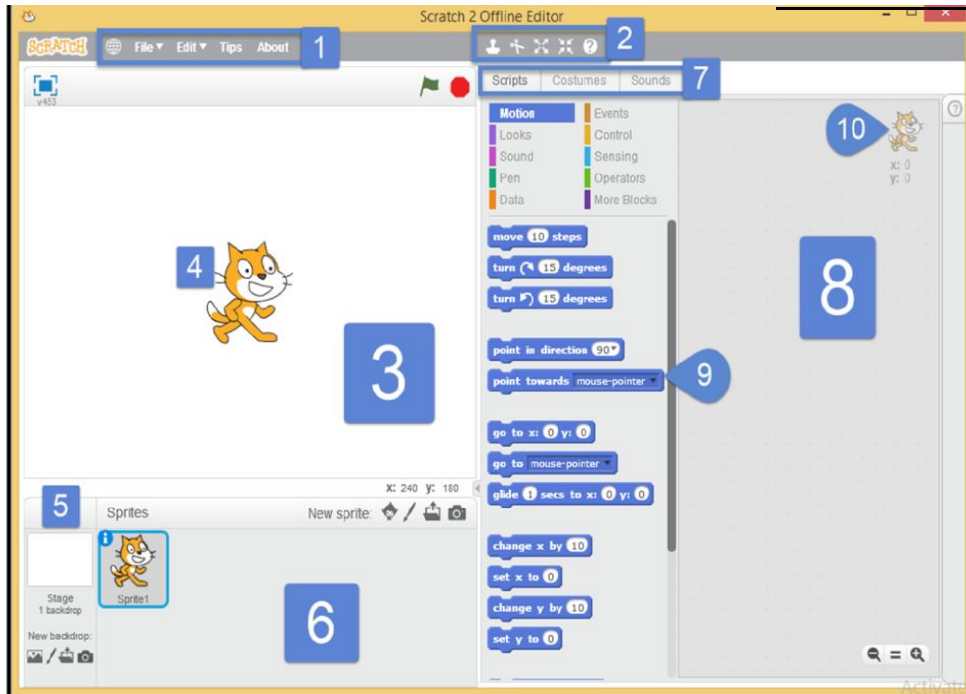 Scratch 2 Offline Editor
SCRATCH File Edit Tips About 1 2
Scripts Costumes Sounds 7
v453
Motion Events
Looks Control
Sound Sensing
Pen Operators
Data More Blocks
10
x: 0
y: 0
move 10 steps
turn 15 degrees
turn 15 degrees
point in direction 90
point towards mouse-pointer
9
go to x: 0 y: 0
go to mouse-pointer
glide 1 secs to x: 0 y: 0
change x by 10
set x to 0
change y by 10
set y to 0
8
4
3
x: 240 y: 180
5
Sprites New sprite:
Stage
1 backdrop
Sprite1
New backdrop:
6
Activate